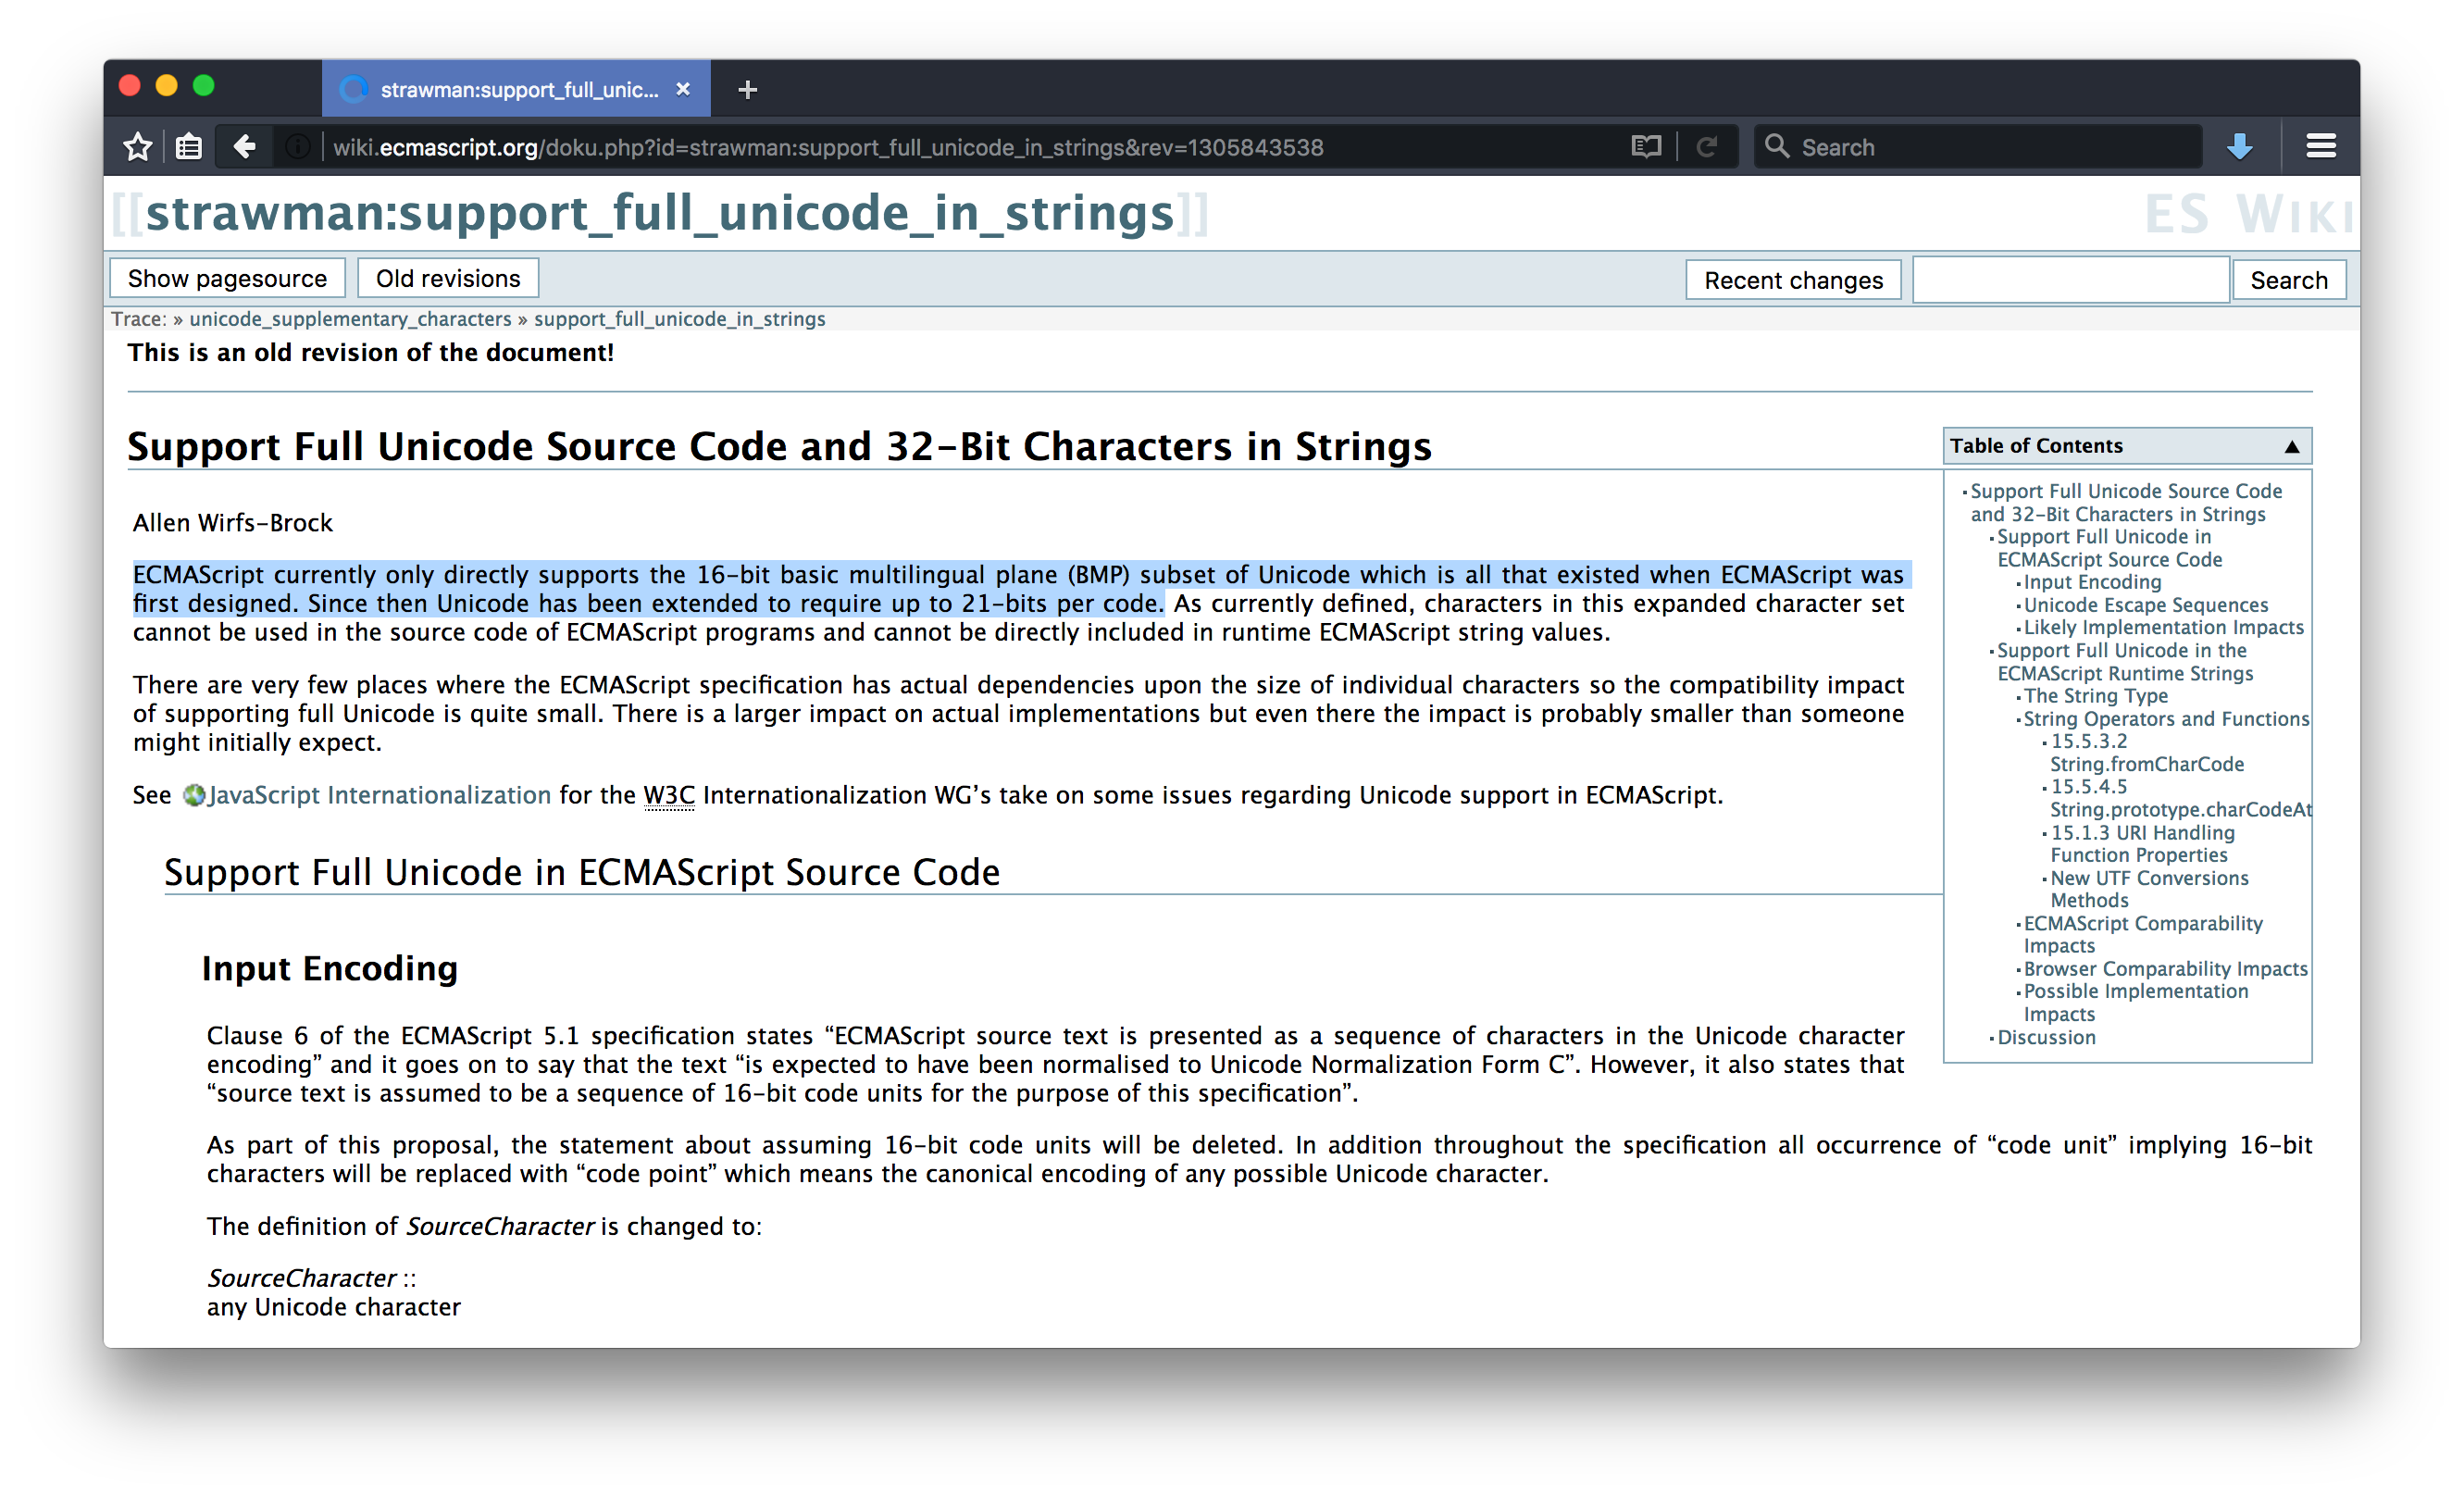 strawman:support_full_unic...
wiki.ecmascript.org/doku.php?id=strawman:support_full_unicode_in_strings&rev=1305843538
Search
[[strawman:support_full_unicode_in_strings]]
ES WIKI
Show pagesource
Old revisions
Recent changes
Search
Trace: » unicode_supplementary_characters » support_full_unicode_in_strings
This is an old revision of the document!
Support Full Unicode Source Code and 32-Bit Characters in Strings
Allen Wirfs-Brock
ECMAScript currently only directly supports the 16-bit basic multilingual plane (BMP) subset of Unicode which is all that existed when ECMAScript was
first designed. Since then Unicode has been extended to require up to 21-bits per code. As currently defined, characters in this expanded character set
cannot be used in the source code of ECMAScript programs and cannot be directly included in runtime ECMAScript string values.
There are very few places where the ECMAScript specification has actual dependencies upon the size of individual characters so the compatibility impact
of supporting full Unicode is quite small. There is a larger impact on actual implementations but even there the impact is probably smaller than someone
might initially expect.
See JavaScript Internationalization for the W3C Internationalization WG’s take on some issues regarding Unicode support in ECMAScript.
Support Full Unicode in ECMAScript Source Code
Input Encoding
Clause 6 of the ECMAScript 5.1 specification states “ECMAScript source text is presented as a sequence of characters in the Unicode character
encoding” and it goes on to say that the text “is expected to have been normalised to Unicode Normalization Form C”. However, it also states that
“source text is assumed to be a sequence of 16-bit code units for the purpose of this specification”.
As part of this proposal, the statement about assuming 16-bit code units will be deleted. In addition throughout the specification all occurrence of “code unit” implying 16-bit
characters will be replaced with “code point” which means the canonical encoding of any possible Unicode character.
The definition of SourceCharacter is changed to:
SourceCharacter ::
any Unicode character
Table of Contents
Support Full Unicode Source Code
and 32-Bit Characters in Strings
Support Full Unicode in
ECMAScript Source Code
Input Encoding
Unicode Escape Sequences
Likely Implementation Impacts
Support Full Unicode in the
ECMAScript Runtime Strings
The String Type
String Operators and Functions
15.5.3.2
String.fromCharCode
15.5.4.5
String.prototype.charCodeAt
15.1.3 URI Handling
Function Properties
New UTF Conversions
Methods
ECMAScript Comparability
Impacts
Browser Comparability Impacts
Possible Implementation
Impacts
Discussion